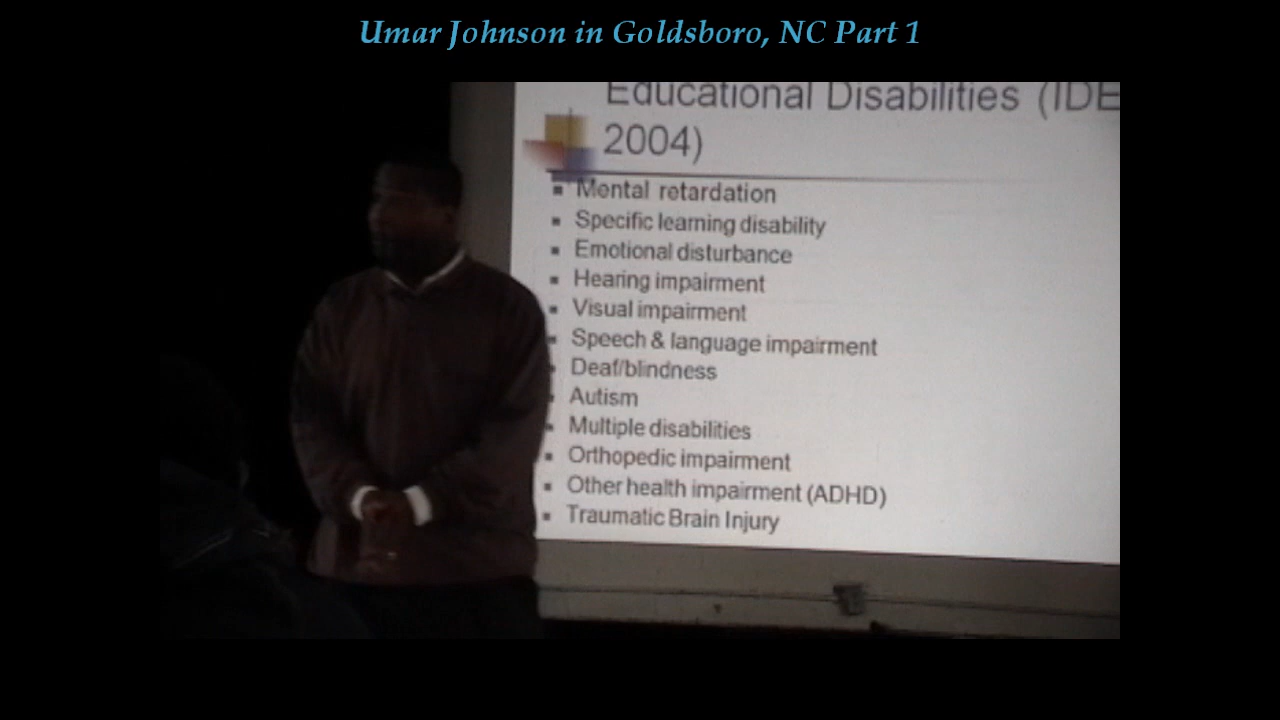 Umar Johnson in Goldsboro, NC Part 1
Educational Disabilities (IDE
2004)
Mental retardation
Specific learning disability
Emotional disturbance
Hearing impairment
Visual impairment
Speech & language impairment
Deaf/blindness
Autism
Multiple disabilities
Orthopedic impairment
Other health impairment (ADHD)
Traumatic Brain Injury